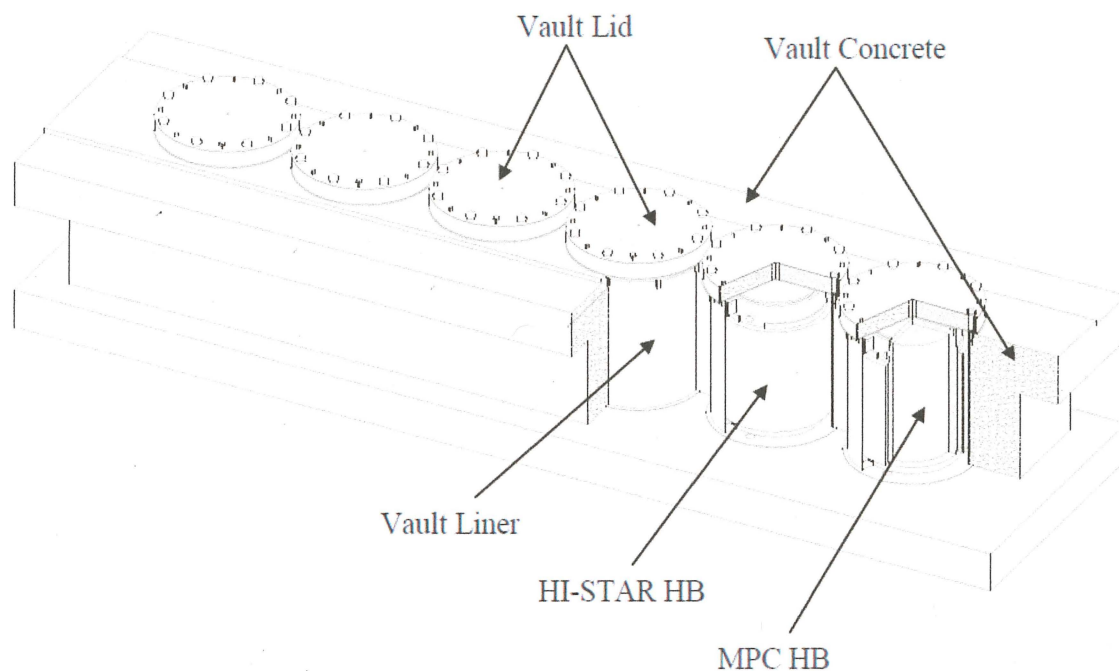 Vault Lid
Vault Concrete
Vault Liner
HI-STAR HB
MPC HB